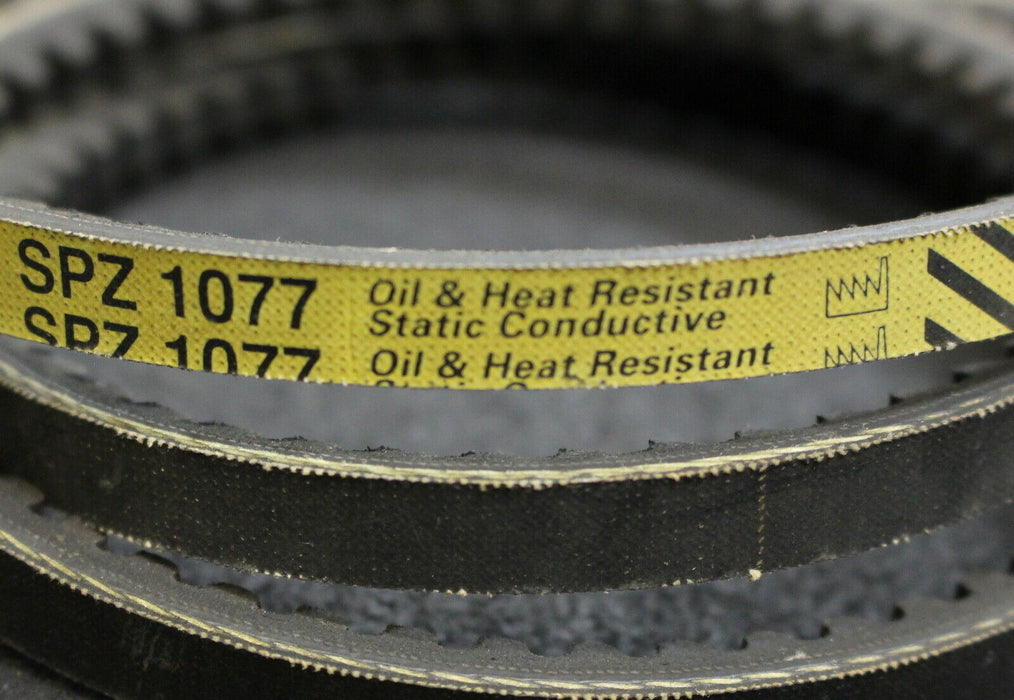 SPZ 1077
Oil & Heat Resistant
Static Conductive
SPZ 1077
Oil & Heat Resistant